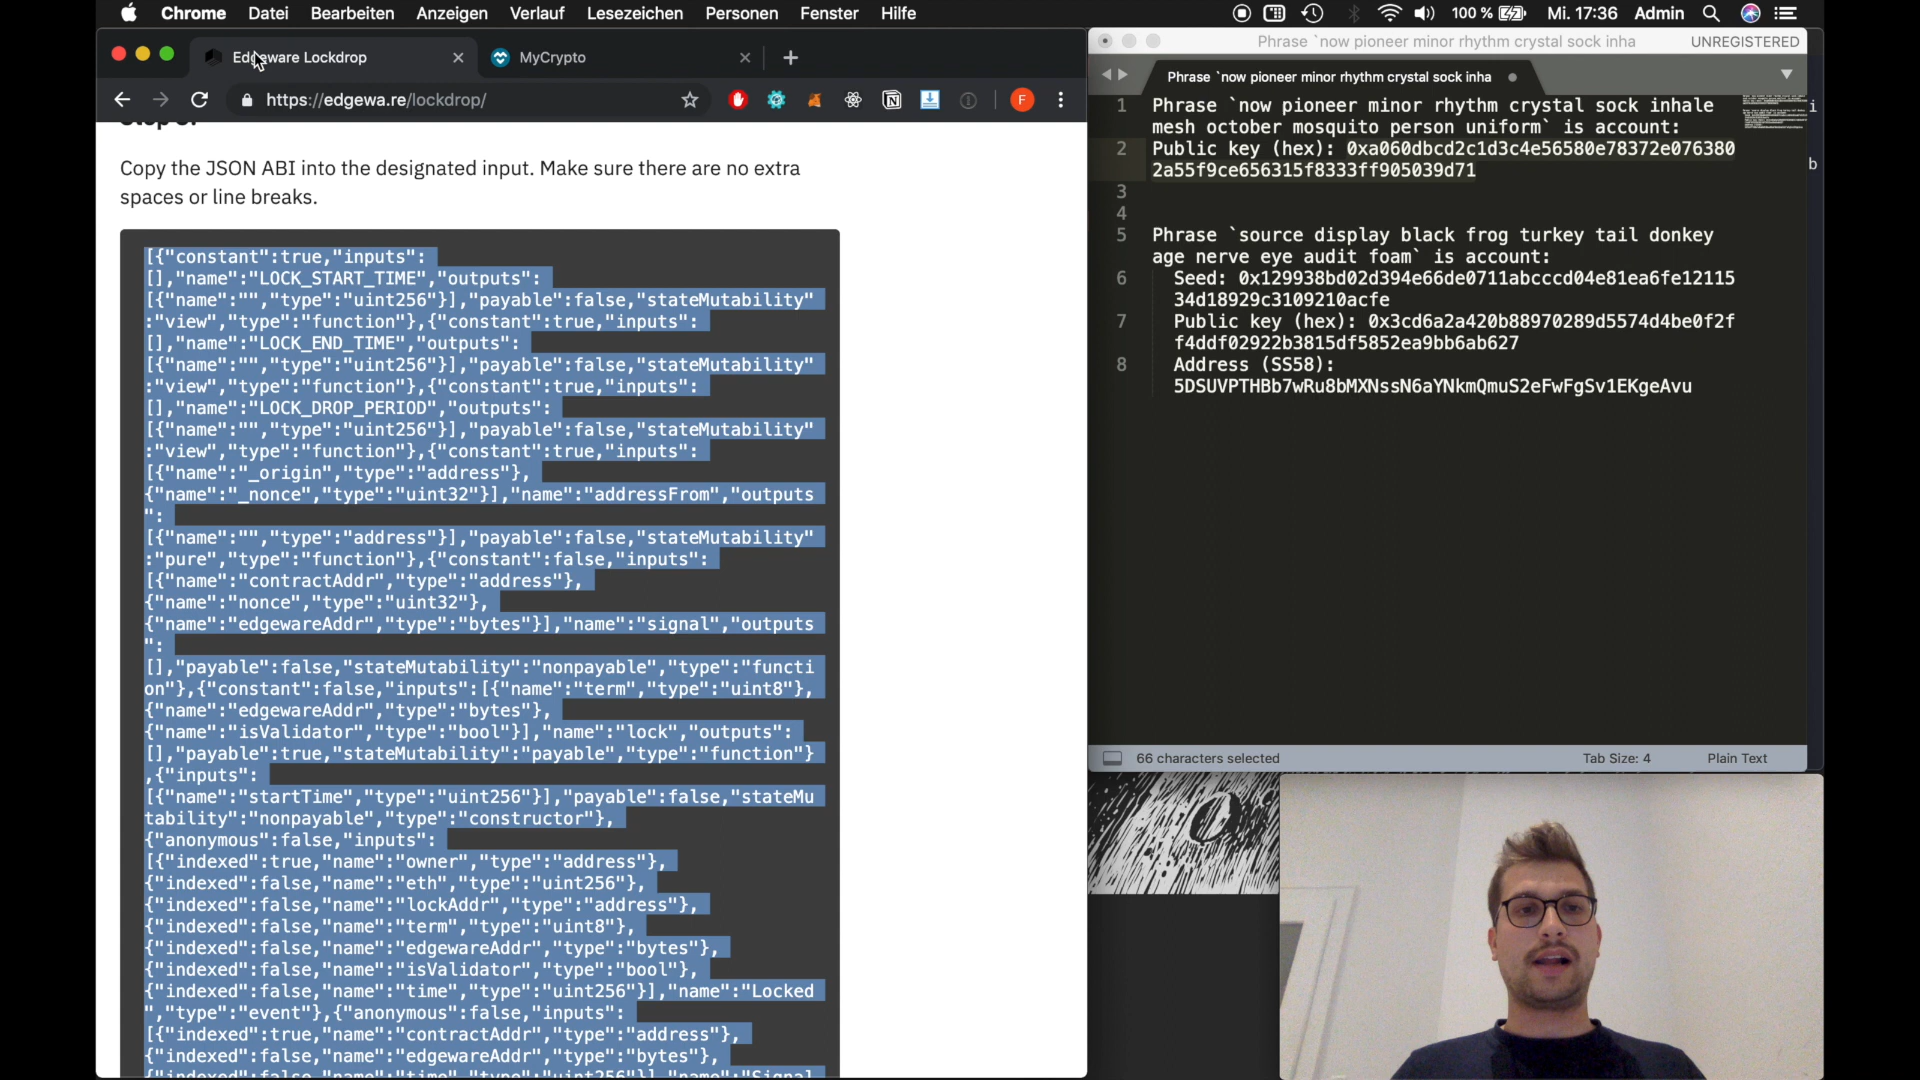 Chrome Datei Bearbeiten Anzeigen Verlauf Lesezeichen Personen Fenster Hilfe
100 % Mi. 17:36 Admin
Edgeware Lockdrop
MyCrypto
https://edgewa.re/lockdrop/
F
Copy the JSON ABI into the designated input. Make sure there are no extra
spaces or line breaks.
[{"constant":true,"inputs":
[],"name":"LOCK_START_TIME","outputs":
[{"name":"","type":"uint256"}],"payable":false,"stateMutability"
:"view","type":"function"},{"constant":true,"inputs":
[],"name":"LOCK_END_TIME","outputs":
[{"name":"","type":"uint256"}],"payable":false,"stateMutability"
:"view","type":"function"},{"constant":true,"inputs":
[],"name":"LOCK_DROP_PERIOD","outputs":
[{"name":"","type":"uint256"}],"payable":false,"stateMutability"
:"view","type":"function"},{"constant":true,"inputs":
[{"name":"_origin","type":"address"},
{"name":"_nonce","type":"uint32"}],"name":"addressFrom","outputs
":
[{"name":"","type":"address"}],"payable":false,"stateMutability"
:"pure","type":"function"},{"constant":false,"inputs":
[{"name":"contractAddr","type":"address"},
{"name":"nonce","type":"uint32"},
{"name":"edgewareAddr","type":"bytes"}],"name":"signal","outputs
":
[],"payable":false,"stateMutability":"nonpayable","type":"functi
on"},{"constant":false,"inputs":[{"name":"term","type":"uint8"},
{"name":"edgewareAddr","type":"bytes"},
{"name":"isValidator","type":"bool"}],"name":"lock","outputs":
[],"payable":true,"stateMutability":"payable","type":"function"}
,{"inputs":
[{"name":"startTime","type":"uint256"}],"payable":false,"stateMu
tability":"nonpayable","type":"constructor"},
{"anonymous":false,"inputs":
[{"indexed":true,"name":"owner","type":"address"},
{"indexed":false,"name":"eth","type":"uint256"},
{"indexed":false,"name":"lockAddr","type":"address"},
{"indexed":false,"name":"term","type":"uint8"},
{"indexed":false,"name":"edgewareAddr","type":"bytes"},
{"indexed":false,"name":"isValidator","type":"bool"},
{"indexed":false,"name":"time","type":"uint256"}],"name":"Locked
","type":"event"},{"anonymous":false,"inputs":
[{"indexed":true,"name":"contractAddr","type":"address"},
{"indexed":false,"name":"edgewareAddr","type":"bytes"},
{"indexed":false,"name":"time","type":"uint256"}],"name":"Signal
Phrase `now pioneer minor rhythm crystal sock inha
UNREGISTERED
Phrase `now pioneer minor rhythm crystal sock inha
1 Phrase `now pioneer minor rhythm crystal sock inhale
mesh october mosquito person uniform` is account:
2 Public key (hex): 0xa060dbcd2c1d3c4e56580e78372e076380
2a55f9ce656315f8333ff905039d71
3
4
5 Phrase `source display black frog turkey tail donkey
age nerve eye audit foam` is account:
6 Seed: 0x129938bd02d394e66de0711abcccd04e81ea6fe12115
34d18929c3109210acfe
7 Public key (hex): 0x3cd6a2a420b88970289d5574d4be0f2f
f4ddf02922b3815df5852ea9bb6ab627
8 Address (SS58):
5DSUVPTHBb7wRu8bMXNssN6aYNkmQmuS2eFwFgSv1EKgeAvu
66 characters selected
Tab Size: 4
Plain Text